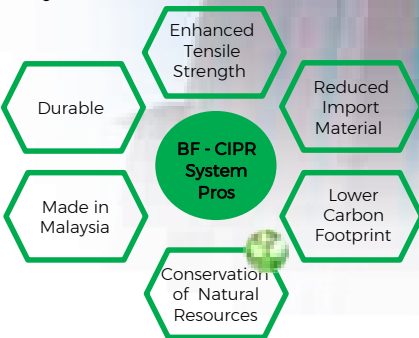 Enhanced
Tensile
Strength
Durable
Reduced
Import
Material
BF - CIPR
System
Pros
Made in
Malaysia
Lower
Carbon
Footprint
Conservation
of Natural
Resources